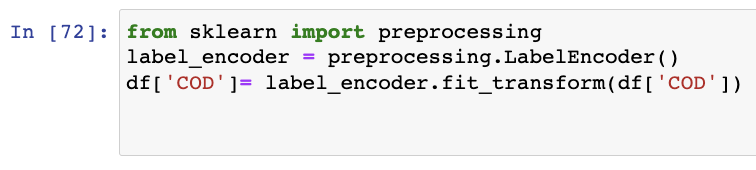 In [72]: from sklearn import preprocessing
label_encoder = preprocessing.LabelEncoder()
df['COD']= label_encoder.fit_transform(df['COD'])